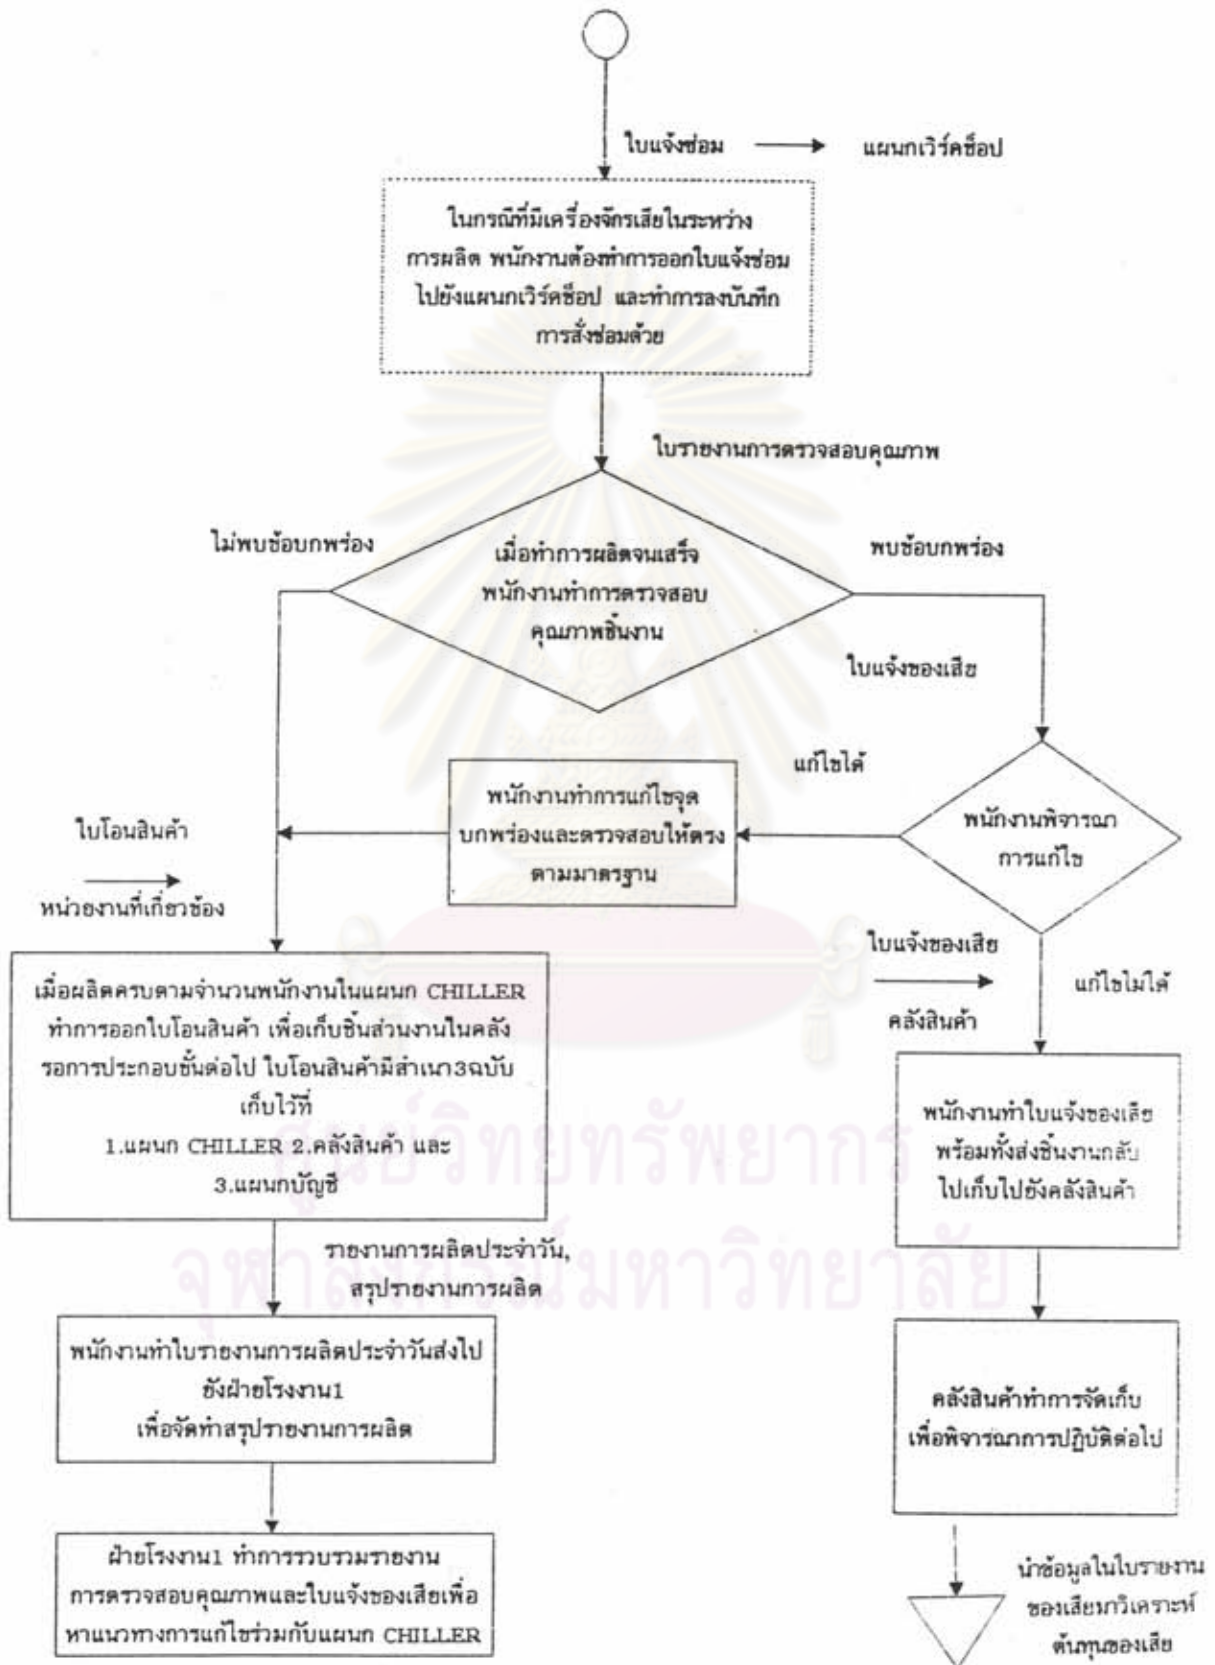 ใบแจ้งซ่อม
แผนกเวิร์คช็อป
ในกรณีที่มีเครื่องจักรเสียในระหว่าง
การผลิต พนักงานต้องทำการออกใบแจ้งซ่อม
ไปยังแผนกเวิร์คช็อป และทำการลงบันทึก
การสั่งซ่อมด้วย
ใบรายงานการตรวจสอบคุณภาพ
ไม่พบข้อบกพร่อง
เมื่อทำการผลิตจนเสร็จ
พนักงานทำการตรวจสอบ
คุณภาพชิ้นงาน
พบข้อบกพร่อง
ใบแจ้งของเสีย
แก้ไขได้
พนักงานทำการแก้ไขจุด
บกพร่องและตรวจสอบให้ตรง
ตามมาตรฐาน
พนักงานพิจารณา
การแก้ไข
ใบโอนสินค้า
หน่วยงานที่เกี่ยวข้อง
ใบแจ้งของเสีย
คลังสินค้า
แก้ไขไม่ได้
เมื่อผลิตครบตามจำนวนพนักงานในแผนก CHILLER
ทำการออกใบโอนสินค้า เพื่อเก็บชิ้นส่วนงานในคลัง
รอการประกอบขั้นต่อไป ใบโอนสินค้ามีสำเนา3ฉบับ
เก็บไว้ที่
1.แผนก CHILLER 2.คลังสินค้า และ
3.แผนกบัญชี
พนักงานทำใบแจ้งของเสีย
พร้อมทั้งส่งชิ้นงานกลับ
ไปเก็บไปยังคลังสินค้า
ศูนย์วิทยทรัพยากร
จุฬาลงกรณ์มหาวิทยาลัย
รายงานการผลิตประจำวัน,
สรุปรายงานการผลิต
พนักงานทำใบรายงานการผลิตประจำวันส่งไป
ยังฝ่ายโรงงาน1
เพื่อจัดทำสรุปรายงานการผลิต
คลังสินค้าทำการจัดเก็บ
เพื่อพิจารณาการปฏิบัติต่อไป
ฝ่ายโรงงาน1 ทำการรวบรวมรายงาน
การตรวจสอบคุณภาพและใบแจ้งของเสียเพื่อ
หาแนวทางการแก้ไขร่วมกับแผนก CHILLER
นำข้อมูลในใบรายงาน
ของเสียมาวิเคราะห์
ต้นทุนของเสีย